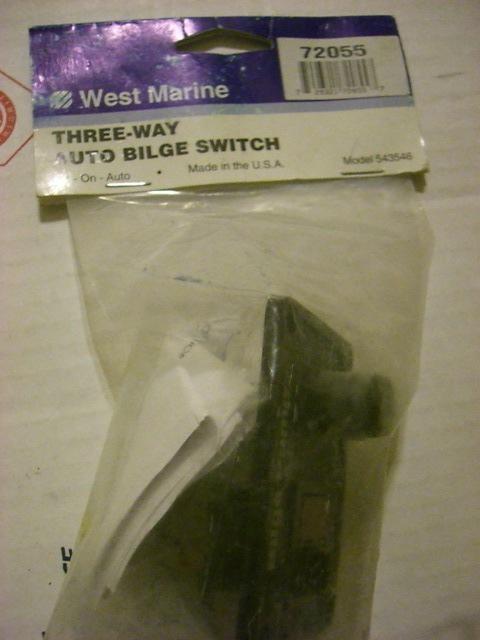 72055
West Marine
THREE-WAY
AUTO BILGE SWITCH
- On - Auto
Made in the U.S.A.
Model 543546